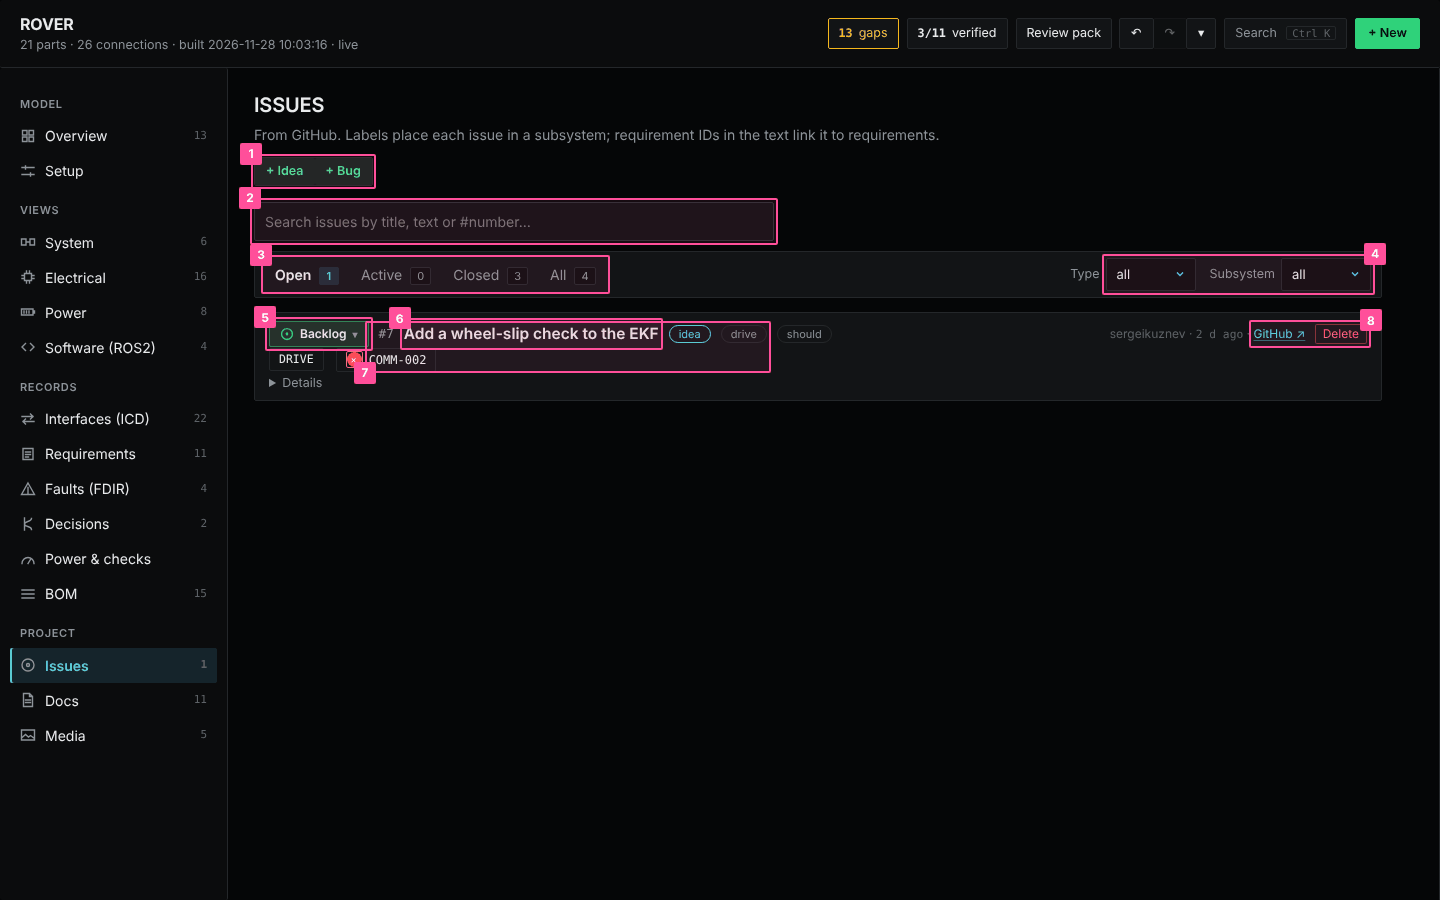 ROVER
21 parts · 26 connections · built 2026-11-28 10:03:16 · live
13 gaps
3/11 verified
Review pack
Search Ctrl K
+ New
MODEL
Overview 13
Setup
VIEWS
System 6
Electrical 16
Power 8
Software (ROS2) 4
RECORDS
Interfaces (ICD) 22
Requirements 11
Faults (FDIR) 4
Decisions 2
Power & checks
BOM 15
PROJECT
Issues 1
Docs 11
Media 5
ISSUES
From GitHub. Labels place each issue in a subsystem; requirement IDs in the text link it to requirements.
1
+ Idea + Bug
2
Search issues by title, text or #number...
3
Open 1 Active 0 Closed 3 All 4
Type all Subsystem all
4
5
Backlog #7
6
Add a wheel-slip check to the EKF idea drive should
sergeikuznev · 2 d ago · GitHub ↗ Delete
8
DRIVE COMM-002
7
Details